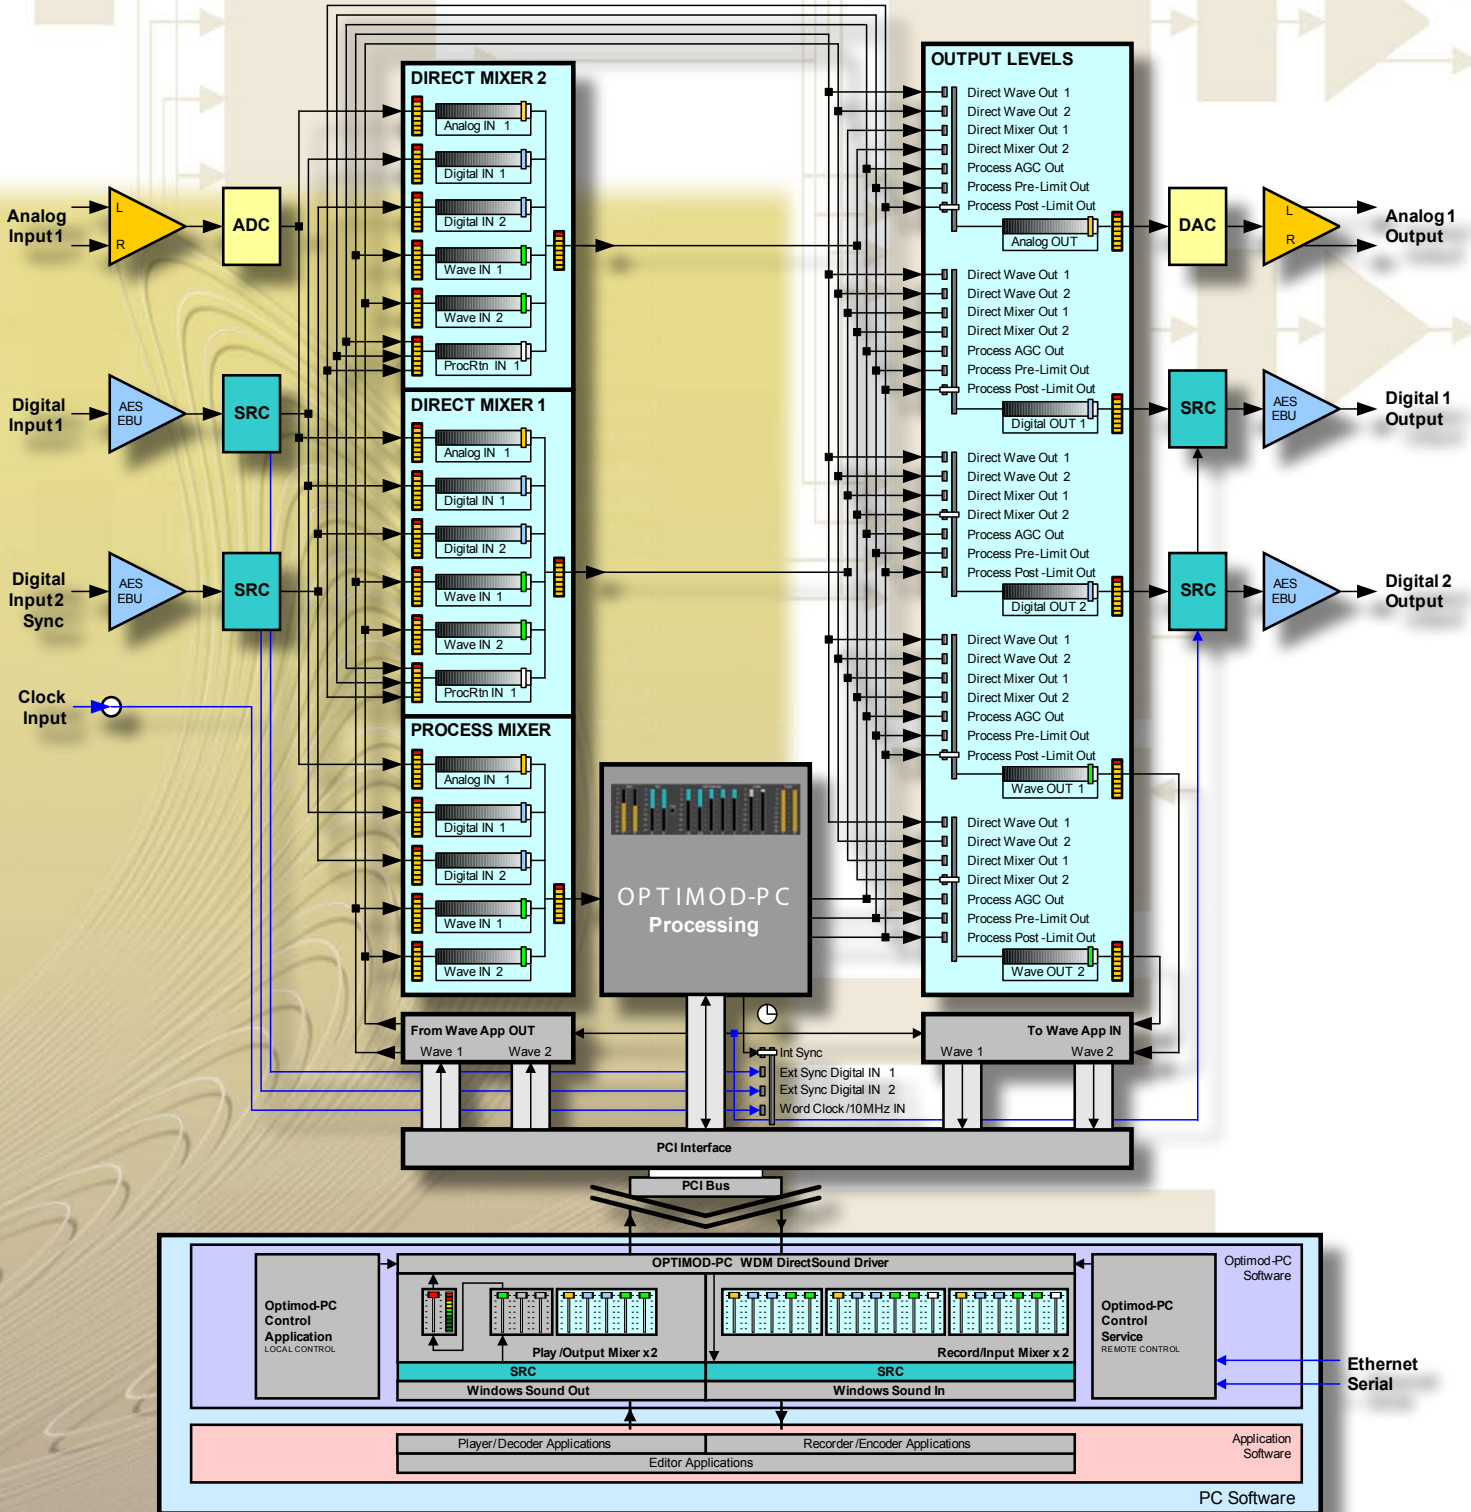 DIRECT MIXER 2
Analog IN 1
Digital IN 1
Digital IN 2
Wave IN 1
Wave IN 2
ProcRtn IN 1
DIRECT MIXER 1
Analog IN 1
Digital IN 1
Digital IN 2
Wave IN 1
Wave IN 2
ProcRtn IN 1
PROCESS MIXER
Analog IN 1
Digital IN 1
Digital IN 2
Wave IN 1
Wave IN 2
Analog
Input 1
L
R
ADC
Digital
Input 1
AES
EBU
SRC
Digital
Input 2
Sync
AES
EBU
SRC
Clock
Input
OPTIMOD-PC
Processing
OUTPUT LEVELS
Direct Wave Out 1
Direct Wave Out 2
Direct Mixer Out 1
Direct Mixer Out 2
Process AGC Out
Process Pre-Limit Out
Process Post-Limit Out
Analog OUT
Direct Wave Out 1
Direct Wave Out 2
Direct Mixer Out 1
Direct Mixer Out 2
Process AGC Out
Process Pre-Limit Out
Process Post-Limit Out
Digital OUT 1
Direct Wave Out 1
Direct Wave Out 2
Direct Mixer Out 1
Direct Mixer Out 2
Process AGC Out
Process Pre-Limit Out
Process Post-Limit Out
Digital OUT 2
Direct Wave Out 1
Direct Wave Out 2
Direct Mixer Out 1
Direct Mixer Out 2
Process AGC Out
Process Pre-Limit Out
Process Post-Limit Out
Wave OUT 1
Direct Wave Out 1
Direct Wave Out 2
Direct Mixer Out 1
Direct Mixer Out 2
Process AGC Out
Process Pre-Limit Out
Process Post-Limit Out
Wave OUT 2
DAC
L
R
Analog 1
Output
SRC
AES
EBU
Digital 1
Output
SRC
AES
EBU
Digital 2
Output
From Wave App OUT
Wave 1 Wave 2
Int Sync
Ext Sync Digital IN 1
Ext Sync Digital IN 2
Word Clock/10MHz IN
To Wave App IN
Wave 1 Wave 2
PCI Interface
PCI Bus
OPTIMOD-PC WDM DirectSound Driver
Optimod-PC
Software
Optimod-PC
Control
Application
LOCAL CONTROL
Play/Output Mixer x 2
Record/Input Mixer x 2
Optimod-PC
Control
Service
REMOTE CONTROL
SRC
SRC
Windows Sound Out
Windows Sound In
Ethernet
Serial
Player/Decoder Applications
Recorder/Encoder Applications
Editor Applications
Application
Software
PC Software